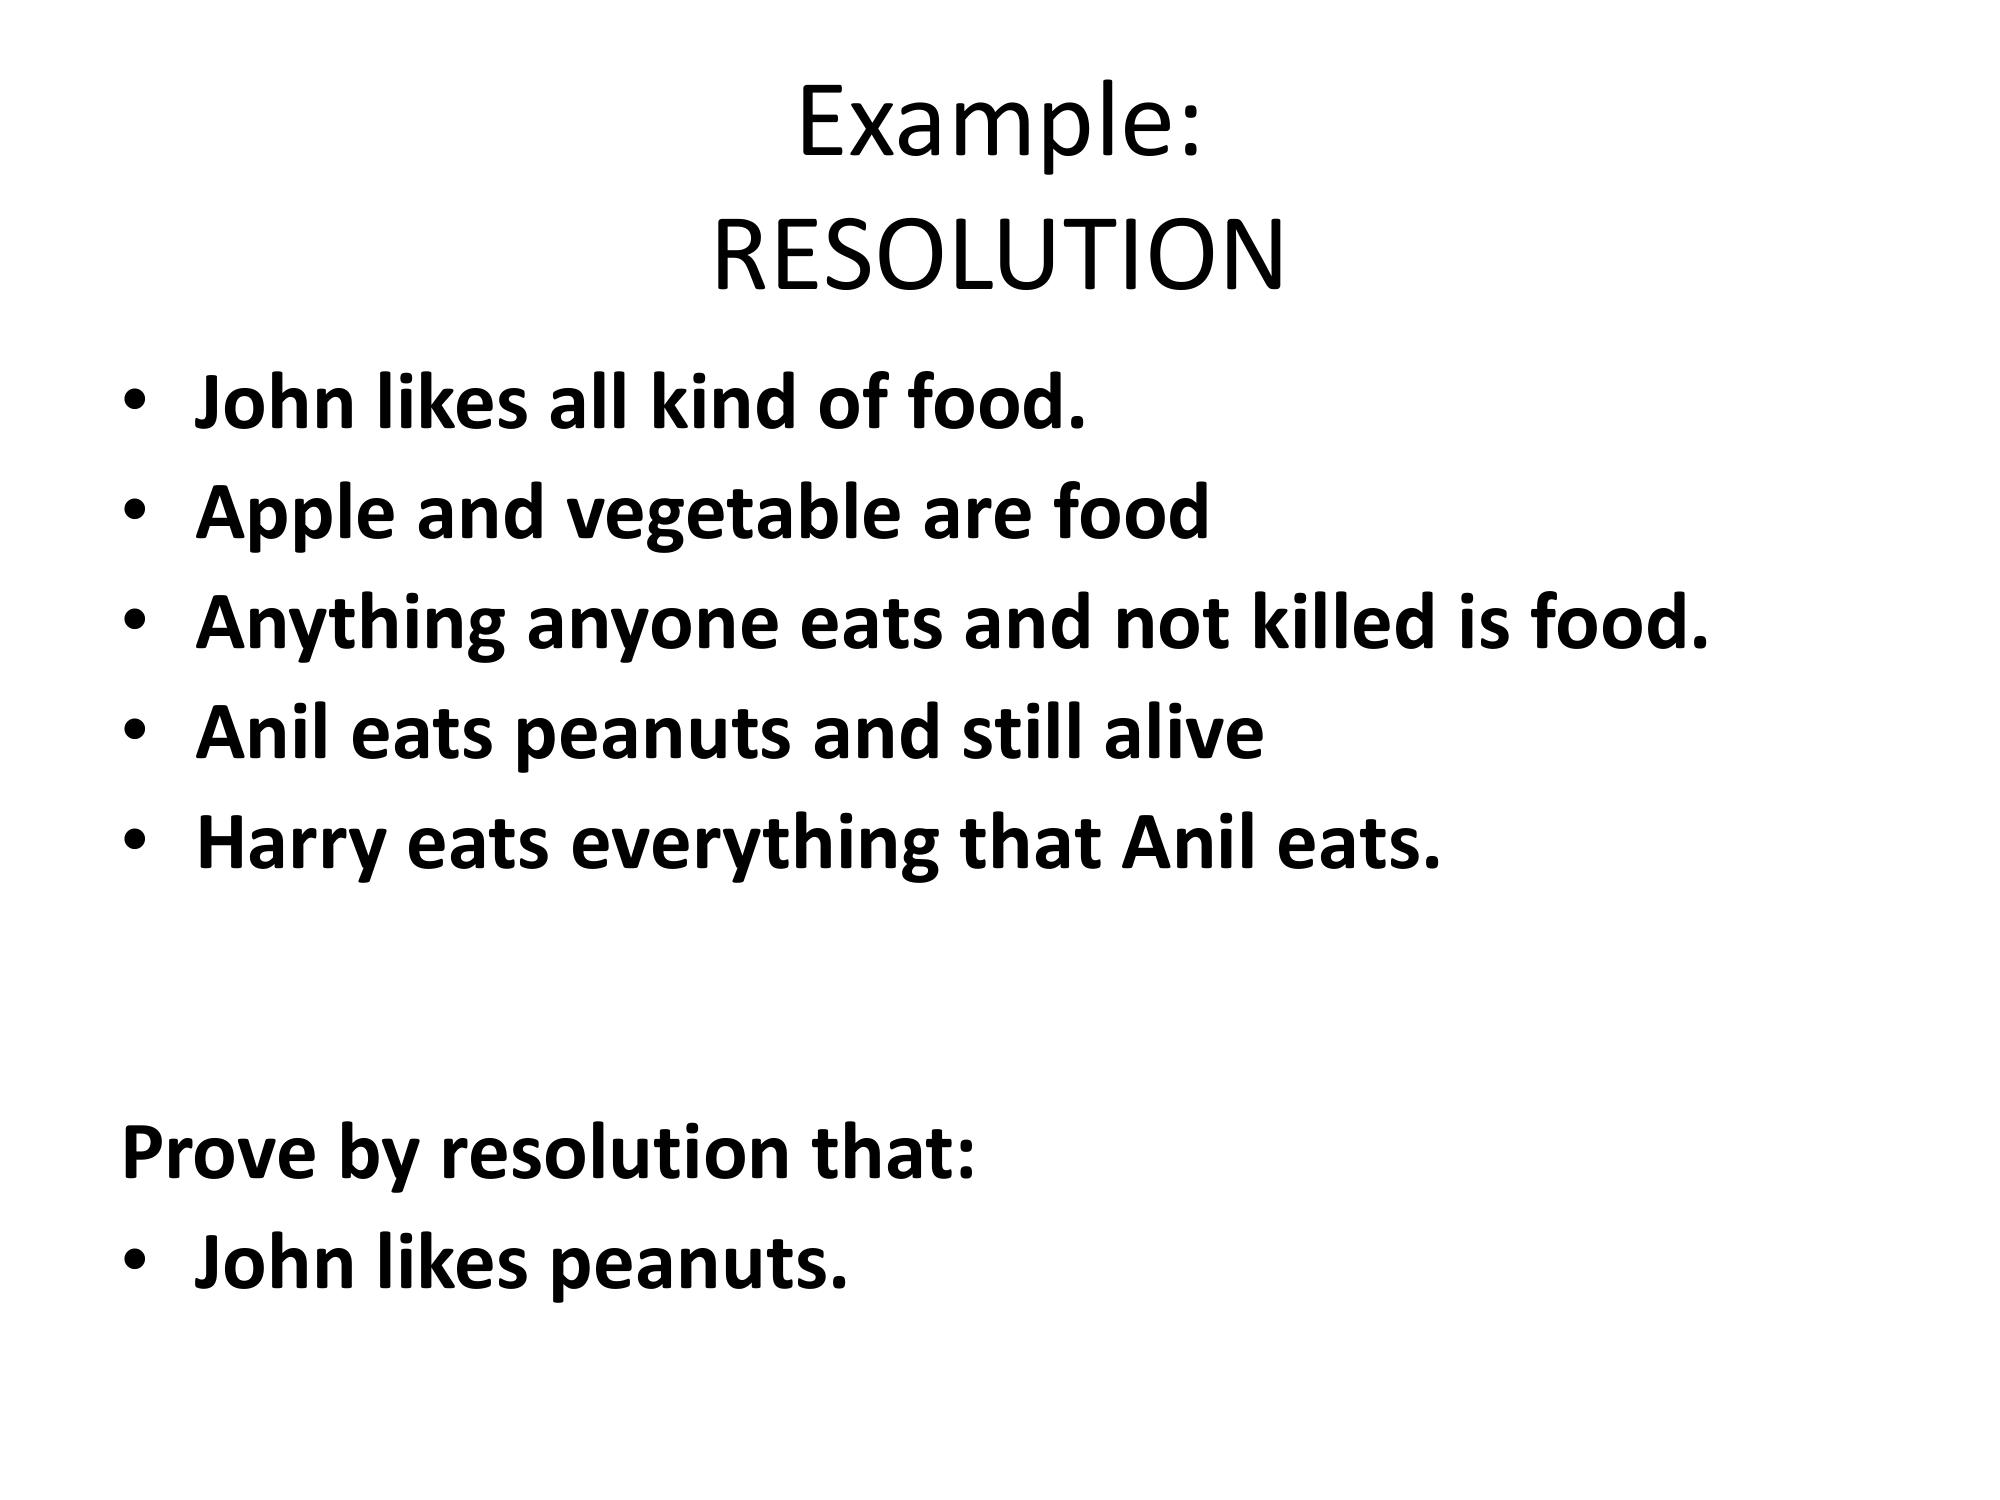 Example:
RESOLUTION
• John likes all kind of food.
• Apple and vegetable are food
• Anything anyone eats and not killed is food.
• Anil eats peanuts and still alive
• Harry eats everything that Anil eats.
Prove by resolution that:
• John likes peanuts.